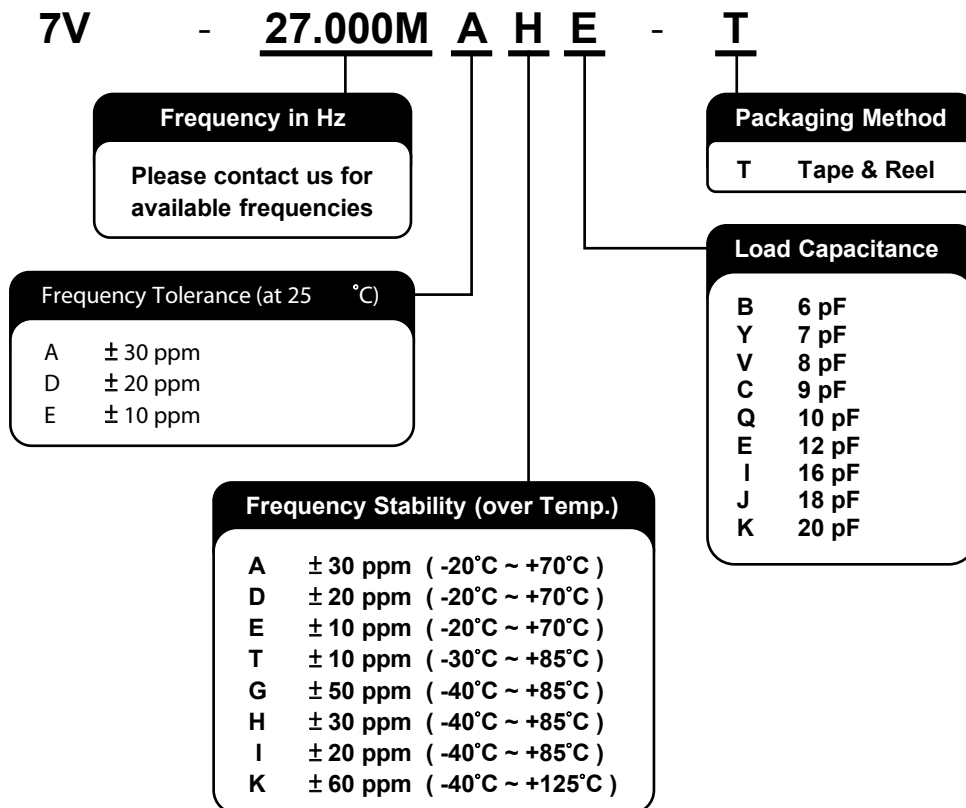 7V - 27.000M A H E - T
Frequency in Hz
Please contact us for
available frequencies
Packaging Method
T Tape & Reel
Frequency Tolerance (at 25 ˚C)
A ± 30 ppm
D ± 20 ppm
E ± 10 ppm
Load Capacitance
B 6 pF
Y 7 pF
V 8 pF
C 9 pF
Q 10 pF
E 12 pF
I 16 pF
J 18 pF
K 20 pF
Frequency Stability (over Temp.)
A ± 30 ppm ( -20˚C ~ +70˚C )
D ± 20 ppm ( -20˚C ~ +70˚C )
E ± 10 ppm ( -20˚C ~ +70˚C )
T ± 10 ppm ( -30˚C ~ +85˚C )
G ± 50 ppm ( -40˚C ~ +85˚C )
H ± 30 ppm ( -40˚C ~ +85˚C )
I ± 20 ppm ( -40˚C ~ +85˚C )
K ± 60 ppm ( -40˚C ~ +125˚C )